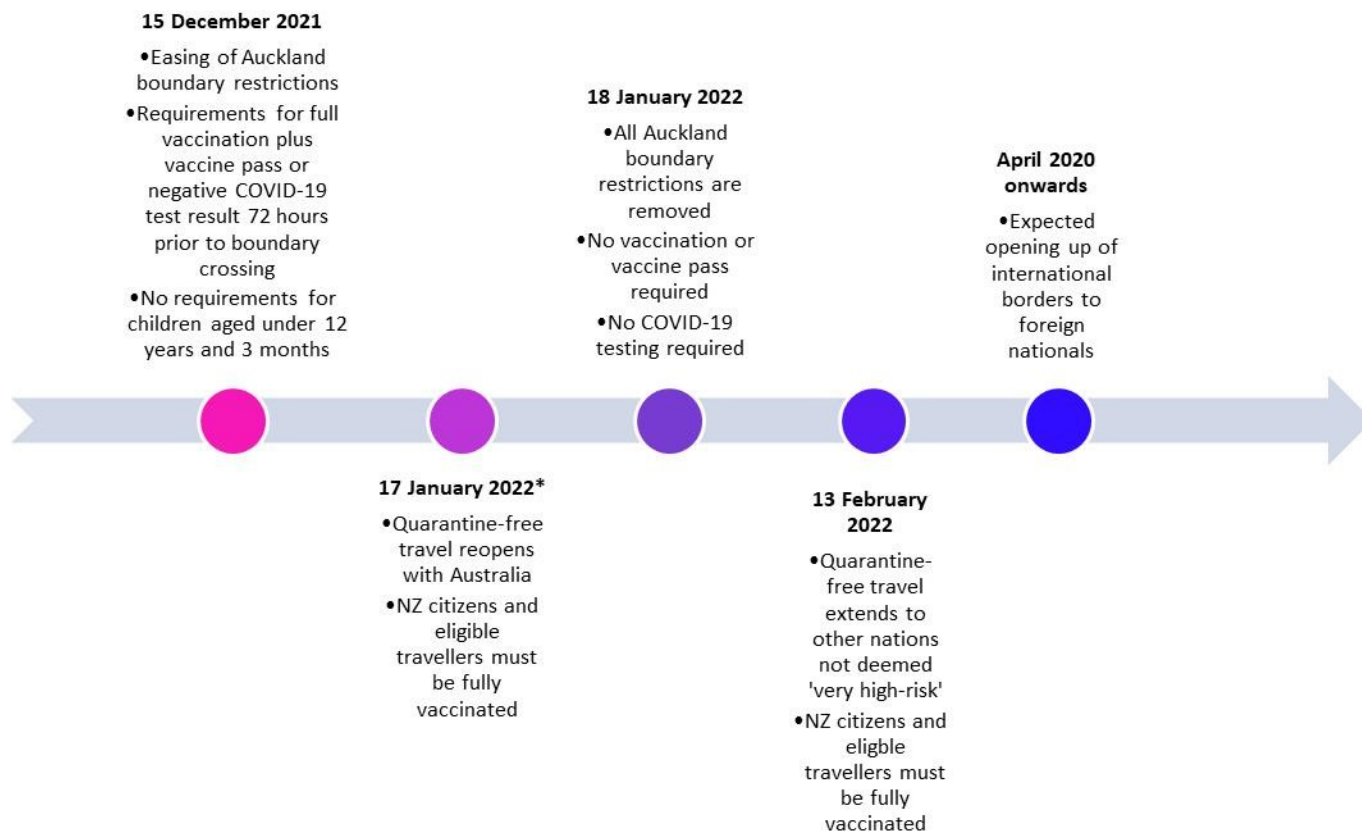 15 December 2021
•Easing of Auckland
boundary restrictions
•Requirements for full
vaccination plus
vaccine pass or
negative COVID-19
test result 72 hours
prior to boundary
crossing
•No requirements for
children aged under 12
years and 3 months
17 January 2022*
•Quarantine-free
travel reopens
with Australia
•NZ citizens and
eligible
travellers must
be fully
vaccinated
18 January 2022
•All Auckland
boundary
restrictions are
removed
•No vaccination or
vaccine pass
required
•No COVID-19
testing required
13 February
2022
•Quarantine-
free travel
extends to
other nations
not deemed
'very high-risk'
•NZ citizens and
eligble
travellers must
be fully
vaccinated
April 2020
onwards
•Expected
opening up of
international
borders to
foreign
nationals